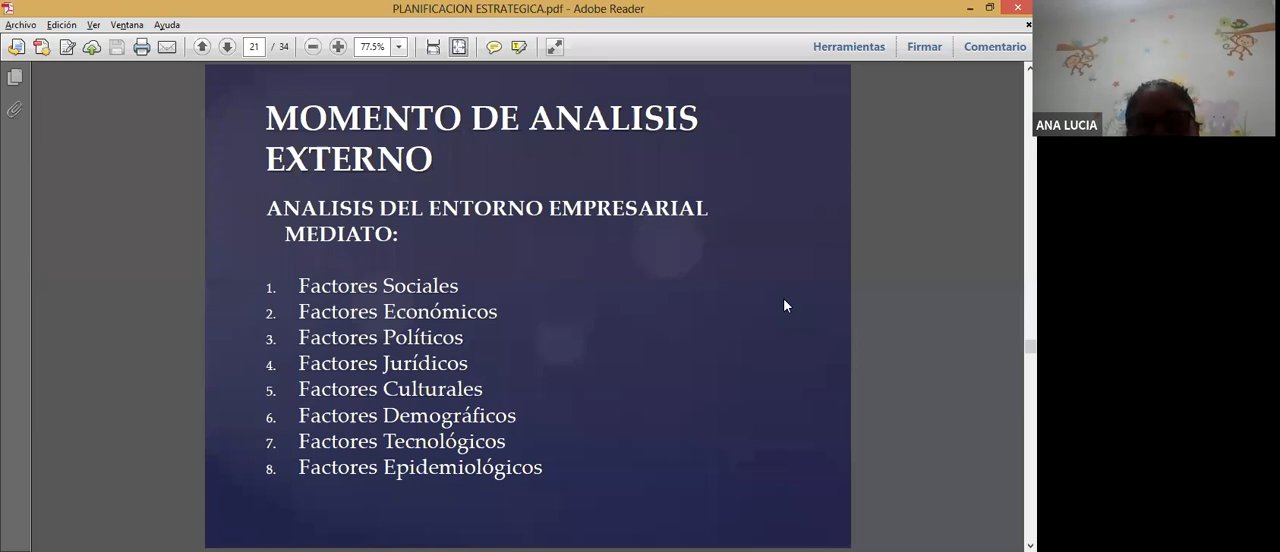 PLANIFICACION ESTRATEGICA.pdf - Adobe Reader
Archivo Edición Ver Ventana Ayuda
21 / 34 77.5% Herramientas Firmar Comentario
MOMENTO DE ANALISIS
EXTERNO
ANALISIS DEL ENTORNO EMPRESARIAL
MEDIATO:
1. Factores Sociales
2. Factores Económicos
3. Factores Políticos
4. Factores Jurídicos
5. Factores Culturales
6. Factores Demográficos
7. Factores Tecnológicos
8. Factores Epidemiológicos
ANA LUCIA